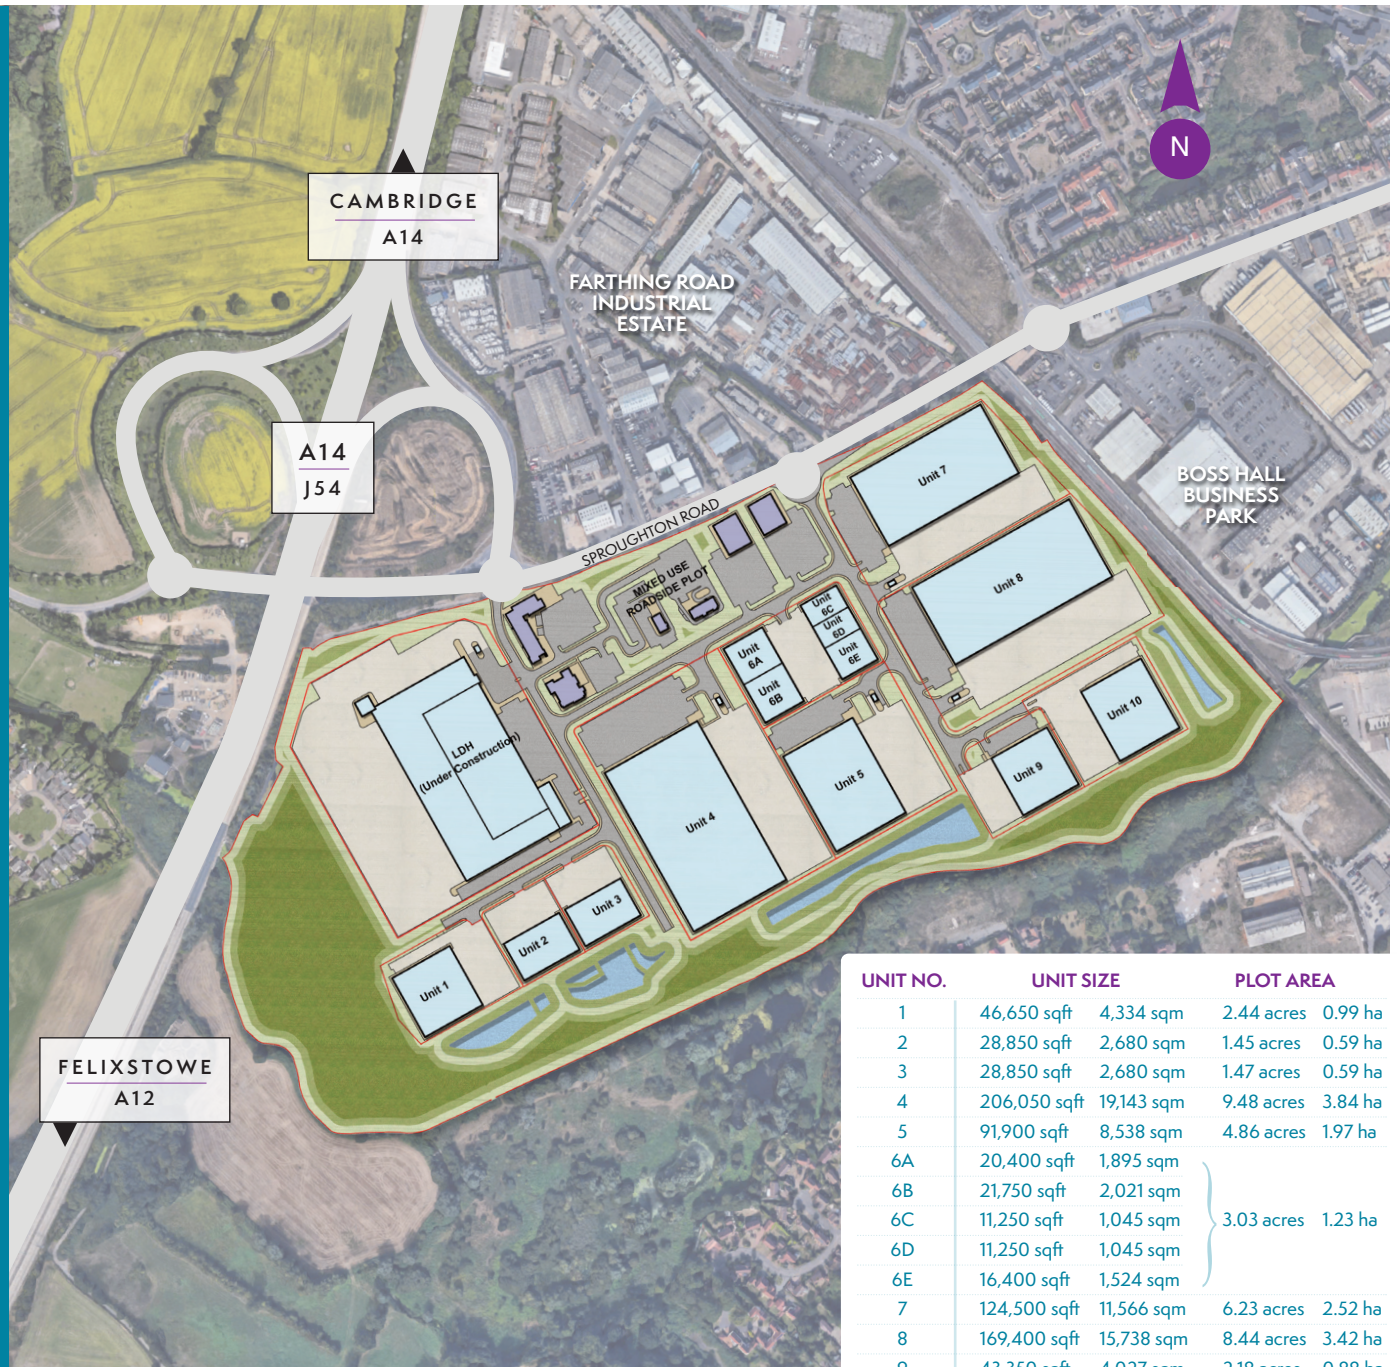 N
CAMBRIDGE
A14
FARTHING ROAD
INDUSTRIAL
ESTATE
A14
J54
BOSS HALL
BUSINESS
PARK
SPROUGHTON ROAD
MIXED USE
ROADSIDE PLOT
Unit 7
Unit 8
Unit
6C
Unit
6D
Unit
6E
Unit
6A
Unit
6B
LDH
(Under Construction)
Unit 10
Unit 9
Unit 5
Unit 4
Unit 3
Unit 2
Unit 1
FELIXSTOWE
A12
UNIT NO. UNIT SIZE PLOT AREA
1 46,650 sqft 4,334 sqm 2.44 acres 0.99 ha
2 28,850 sqft 2,680 sqm 1.45 acres 0.59 ha
3 28,850 sqft 2,680 sqm 1.47 acres 0.59 ha
4 206,050 sqft 19,143 sqm 9.48 acres 3.84 ha
5 91,900 sqft 8,538 sqm 4.86 acres 1.97 ha
6A 20,400 sqft 1,895 sqm
6B 21,750 sqft 2,021 sqm
6C 11,250 sqft 1,045 sqm 3.03 acres 1.23 ha
6D 11,250 sqft 1,045 sqm
6E 16,400 sqft 1,524 sqm
7 124,500 sqft 11,566 sqm 6.23 acres 2.52 ha
8 169,400 sqft 15,738 sqm 8.44 acres 3.42 ha
43,350 sqft 4,027 sqm